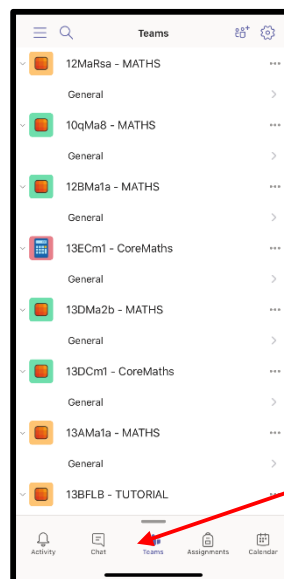 Teams
12MaRsa - MATHS
General
10qMa8 - MATHS
General
12BMa1a - MATHS
General
13ECm1 - CoreMaths
General
13DMa2b - MATHS
General
13DCm1 - CoreMaths
General
13AMa1a - MATHS
General
13BFLB - TUTORIAL
Activity Chat Teams Assignments Calendar